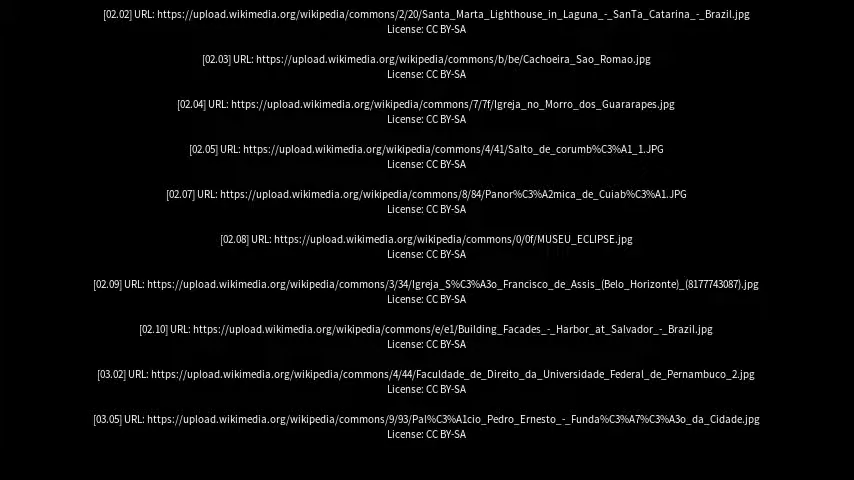 [02.02] URL: https://upload.wikimedia.org/wikipedia/commons/2/20/Santa_Marta_Lighthouse_in_Laguna_-_SanTa_Catarina_-_Brazil.jpg
License: CC BY-SA
[02.03] URL: https://upload.wikimedia.org/wikipedia/commons/b/be/Cachoeira_Sao_Romao.jpg
License: CC BY-SA
[02.04] URL: https://upload.wikimedia.org/wikipedia/commons/7/7f/Igreja_no_Morro_dos_Guararapes.jpg
License: CC BY-SA
[02.05] URL: https://upload.wikimedia.org/wikipedia/commons/4/41/Salto_de_corumb%C3%A1_1.JPG
License: CC BY-SA
[02.07] URL: https://upload.wikimedia.org/wikipedia/commons/8/84/Panor%C3%A2mica_de_Cuiab%C3%A1.JPG
License: CC BY-SA
[02.08] URL: https://upload.wikimedia.org/wikipedia/commons/0/0f/MUSEU_ECLIPSE.jpg
License: CC BY-SA
[02.09] URL: https://upload.wikimedia.org/wikipedia/commons/3/34/Igreja_S%C3%A3o_Francisco_de_Assis_(Belo_Horizonte)_(8177743087).jpg
License: CC BY-SA
[02.10] URL: https://upload.wikimedia.org/wikipedia/commons/e/e1/Building_Facades_-_Harbor_at_Salvador_-_Brazil.jpg
License: CC BY-SA
[03.02] URL: https://upload.wikimedia.org/wikipedia/commons/4/44/Faculdade_de_Direito_da_Universidade_Federal_de_Pernambuco_2.jpg
License: CC BY-SA
[03.05] URL: https://upload.wikimedia.org/wikipedia/commons/9/93/Pal%C3%A1cio_Pedro_Ernesto_-_Funda%C3%A7%C3%A3o_da_Cidade.jpg
License: CC BY-SA